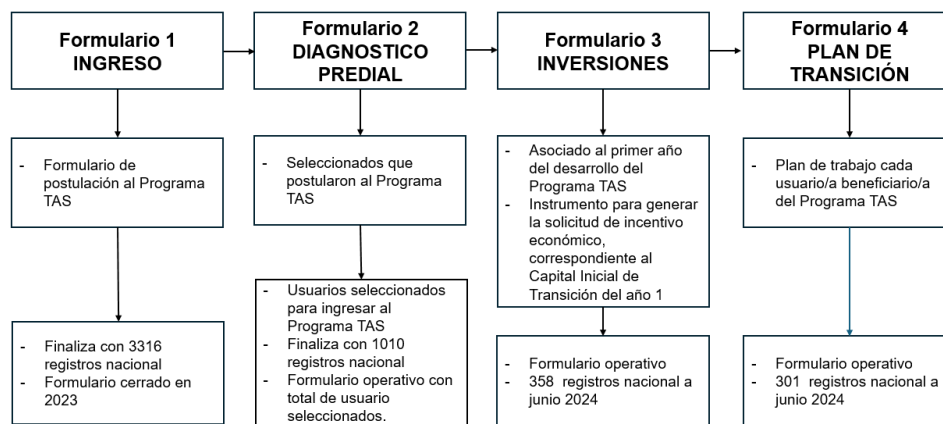 Formulario 1
INGRESO
Formulario 2
DIAGNOSTICO
PREDIAL
Formulario 3
INVERSIONES
Formulario 4
PLAN DE
TRANSICIÓN
- Formulario de
postulación al Programa
TAS
- Seleccionados que
postularon al Programa
TAS
- Asociado al primer año
del desarrollo del
Programa TAS
- Instrumento para generar
la solicitud de incentivo
económico,
correspondiente al
Capital Inicial de
Transición del año 1
- Plan de trabajo cada
usuario/a beneficiario/a
del Programa TAS
- Finaliza con 3316
registros nacional
- Formulario cerrado en
2023
- Usuarios seleccionados
para ingresar al
Programa TAS
- Finaliza con 1010
registros nacional
- Formulario operativo con
total de usuario
seleccionados.
- Formulario operativo
- 358 registros nacional a
junio 2024
- Formulario operativo
- 301 registros nacional a
junio 2024